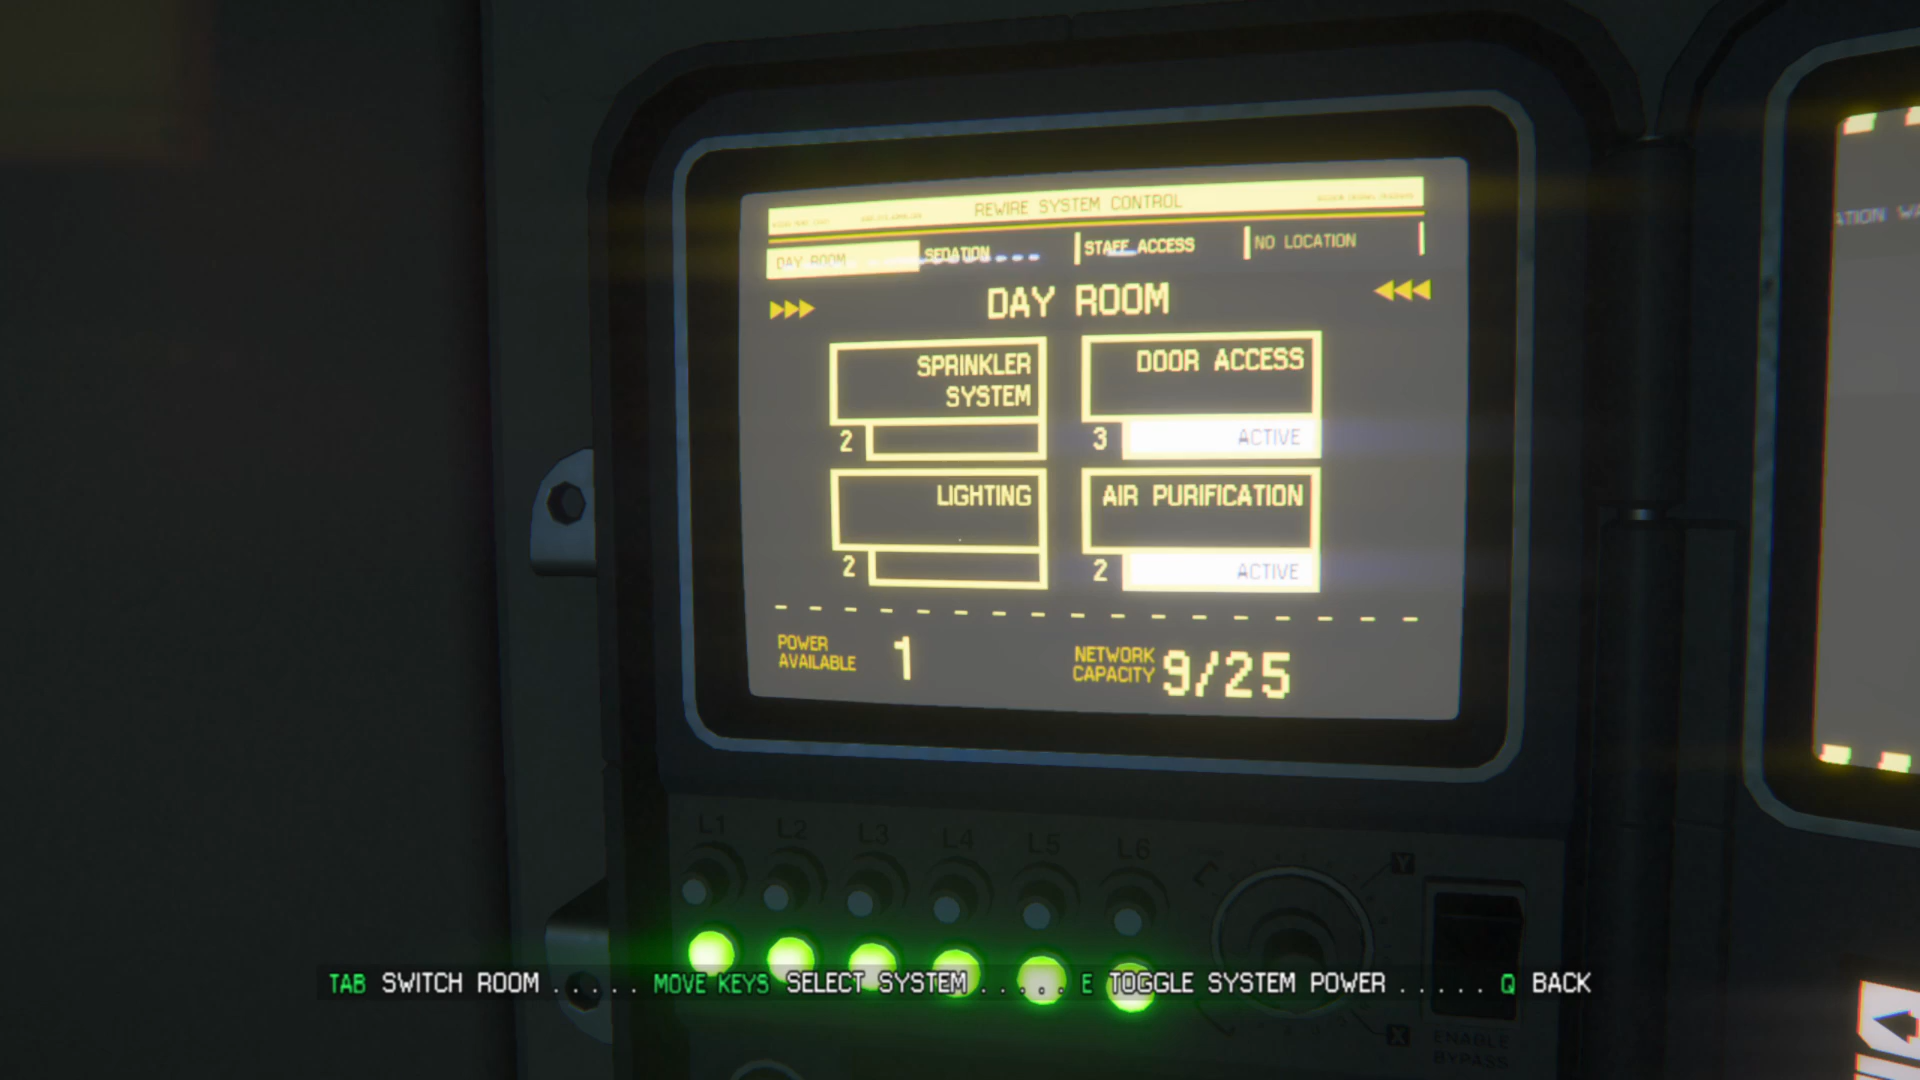 REWIRE SYSTEM CONTROL
DAY ROOM
SEDATION
STAFF ACCESS
NO LOCATION
DAY ROOM
SPRINKLER
SYSTEM
2
DOOR ACCESS
3 ACTIVE
LIGHTING
2
AIR PURIFICATION
2 ACTIVE
POWER
AVAILABLE
1
NETWORK
CAPACITY
9/25
L1 L2 L3 L4 L5 L6
Y
X
ENABLE
BYPASS
TAB SWITCH ROOM ..... MOVE KEYS SELECT SYSTEM ..... E TOGGLE SYSTEM POWER ..... Q BACK